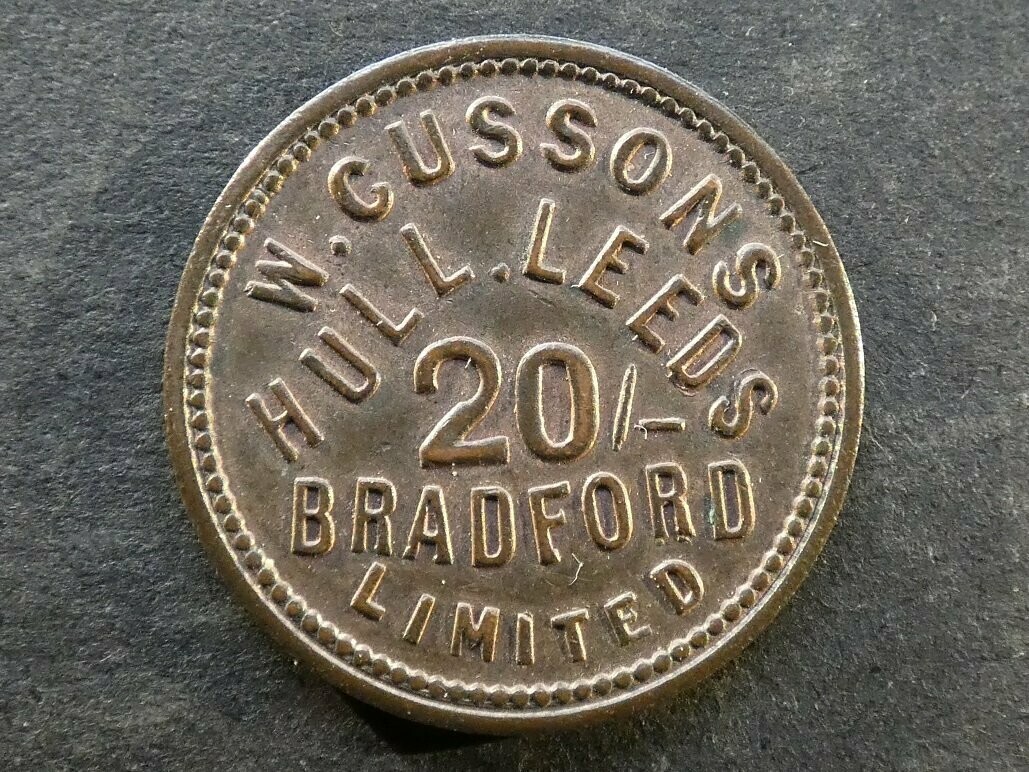 W. CUSSONS
HULL. LEEDS
20/-
BRADFORD
LIMITED